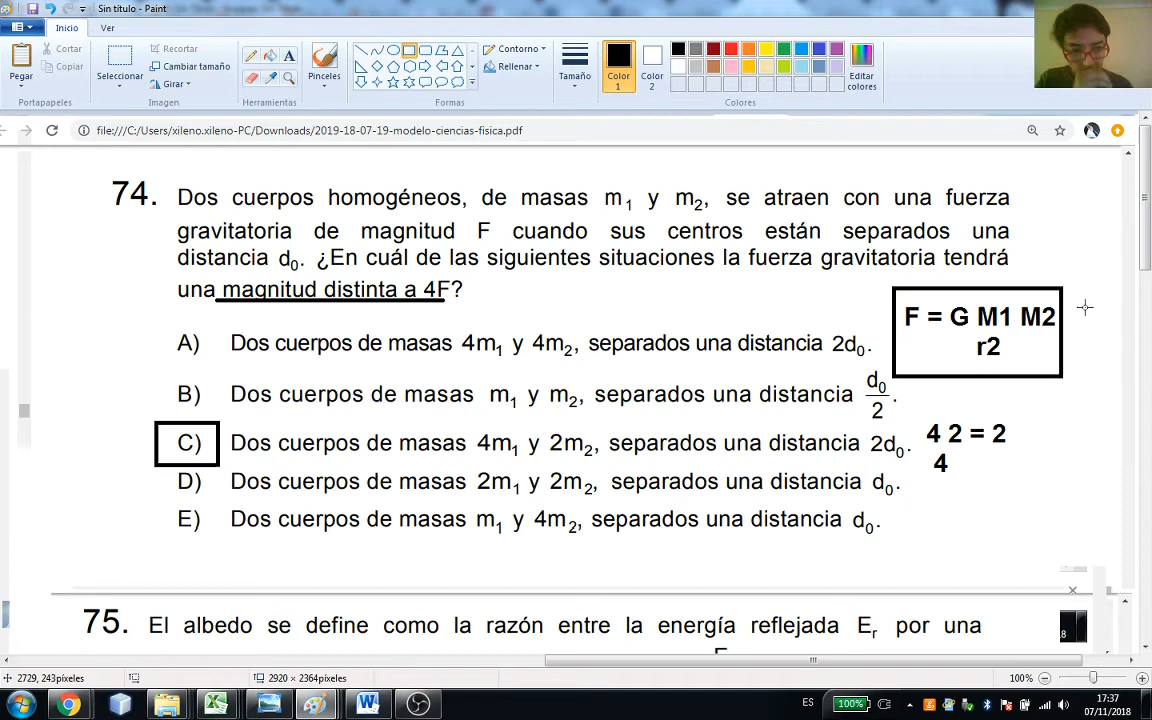 Sin título - Paint
Inicio
Ver
Pegar
Cortar
Copiar
Portapapeles
Seleccionar
Recortar
Cambiar tamaño
Girar
Imagen
Herramientas
Pinceles
Contorno
Rellenar
Formas
Tamaño
Color 1
Color 2
Editar colores
Colores
file:///C:/Users/xileno.xileno-PC/Downloads/2019-18-07-19-modelo-ciencias-fisica.pdf
74. Dos cuerpos homogéneos, de masas m1 y m2, se atraen con una fuerza
gravitatoria de magnitud F cuando sus centros están separados una
distancia d0. ¿En cuál de las siguientes situaciones la fuerza gravitatoria tendrá
una magnitud distinta a 4F?
F = G M1 M2
r2
A) Dos cuerpos de masas 4m1 y 4m2, separados una distancia 2d0.
B) Dos cuerpos de masas m1 y m2, separados una distancia d0/2.
C) Dos cuerpos de masas 4m1 y 2m2, separados una distancia 2d0.
4 2 = 2
4
D) Dos cuerpos de masas 2m1 y 2m2, separados una distancia d0.
E) Dos cuerpos de masas m1 y 4m2, separados una distancia d0.
75. El albedo se define como la razón entre la energía reflejada Er por una
2729, 243píxeles
2920 × 2364píxeles
100%
ES
100%
17:37
07/11/2018